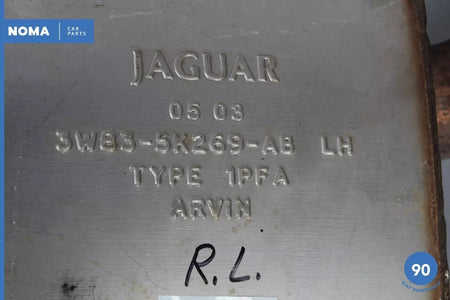 NOMA CAR PARTS
JAGUAR
05 03
3W83-5K269-AB LH
TYPE 1PFA
ARVIN
R.L.
90